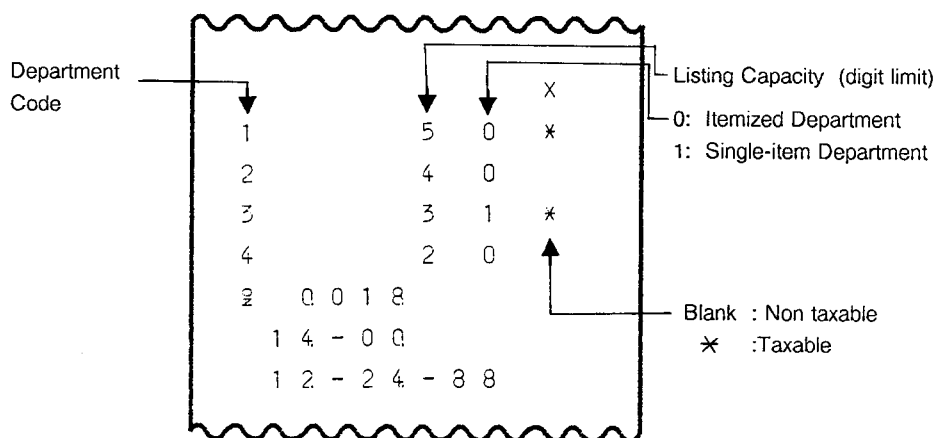 Department
Code
Listing Capacity (digit limit)
0: Itemized Department
1: Single-item Department
X
1 5 0 *
2 4 0
3 3 1 *
4 2 0
0018
14-00
12-24-88
Blank : Non taxable
* :Taxable